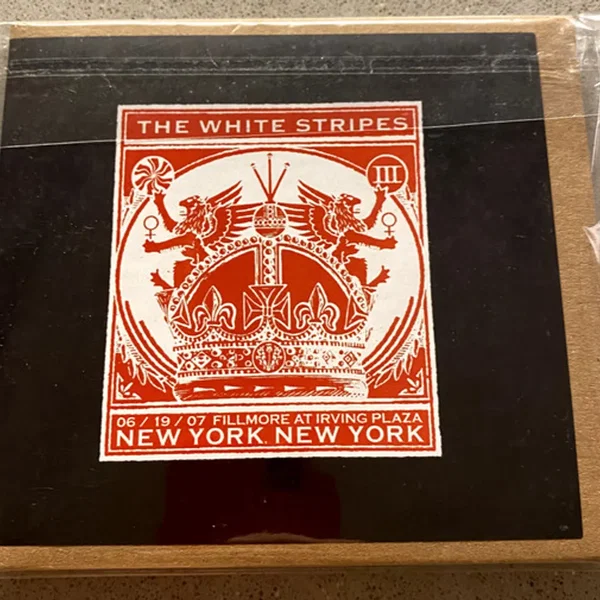 THE WHITE STRIPES
III
06 / 19 / 07 FILLMORE AT IRVING PLAZA
NEW YORK, NEW YORK